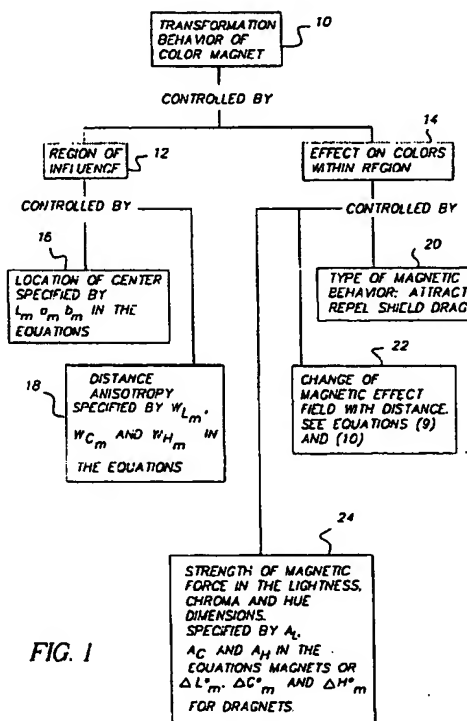 10
TRANSFORMATION
BEHAVIOR OF
COLOR MAGNET
CONTROLLED BY
14
REGION OF
INFLUENCE
12
EFFECT ON COLORS
WITHIN REGION
CONTROLLED BY
CONTROLLED BY
16
LOCATION OF CENTER
SPECIFIED BY
Lm am bm IN THE
EQUATIONS
20
TYPE OF MAGNETIC
BEHAVIOR: ATTRACT
REPEL SHIELD DRAG
18
DISTANCE
ANISOTROPY
SPECIFIED BY WLm,
WCm AND WHm IN
THE EQUATIONS
22
CHANGE OF
MAGNETIC EFFECT
FIELD WITH DISTANCE.
SEE EQUATIONS (9)
AND (10)
24
STRENGTH OF MAGNETIC
FORCE IN THE LIGHTNESS,
CHROMA AND HUE
DIMENSIONS.
SPECIFIED BY AL,
AC AND AH IN THE
EQUATIONS MAGNETS OR
ΔL*m, ΔC*m AND ΔH*m
FOR DRAGNETS.
FIG. 1